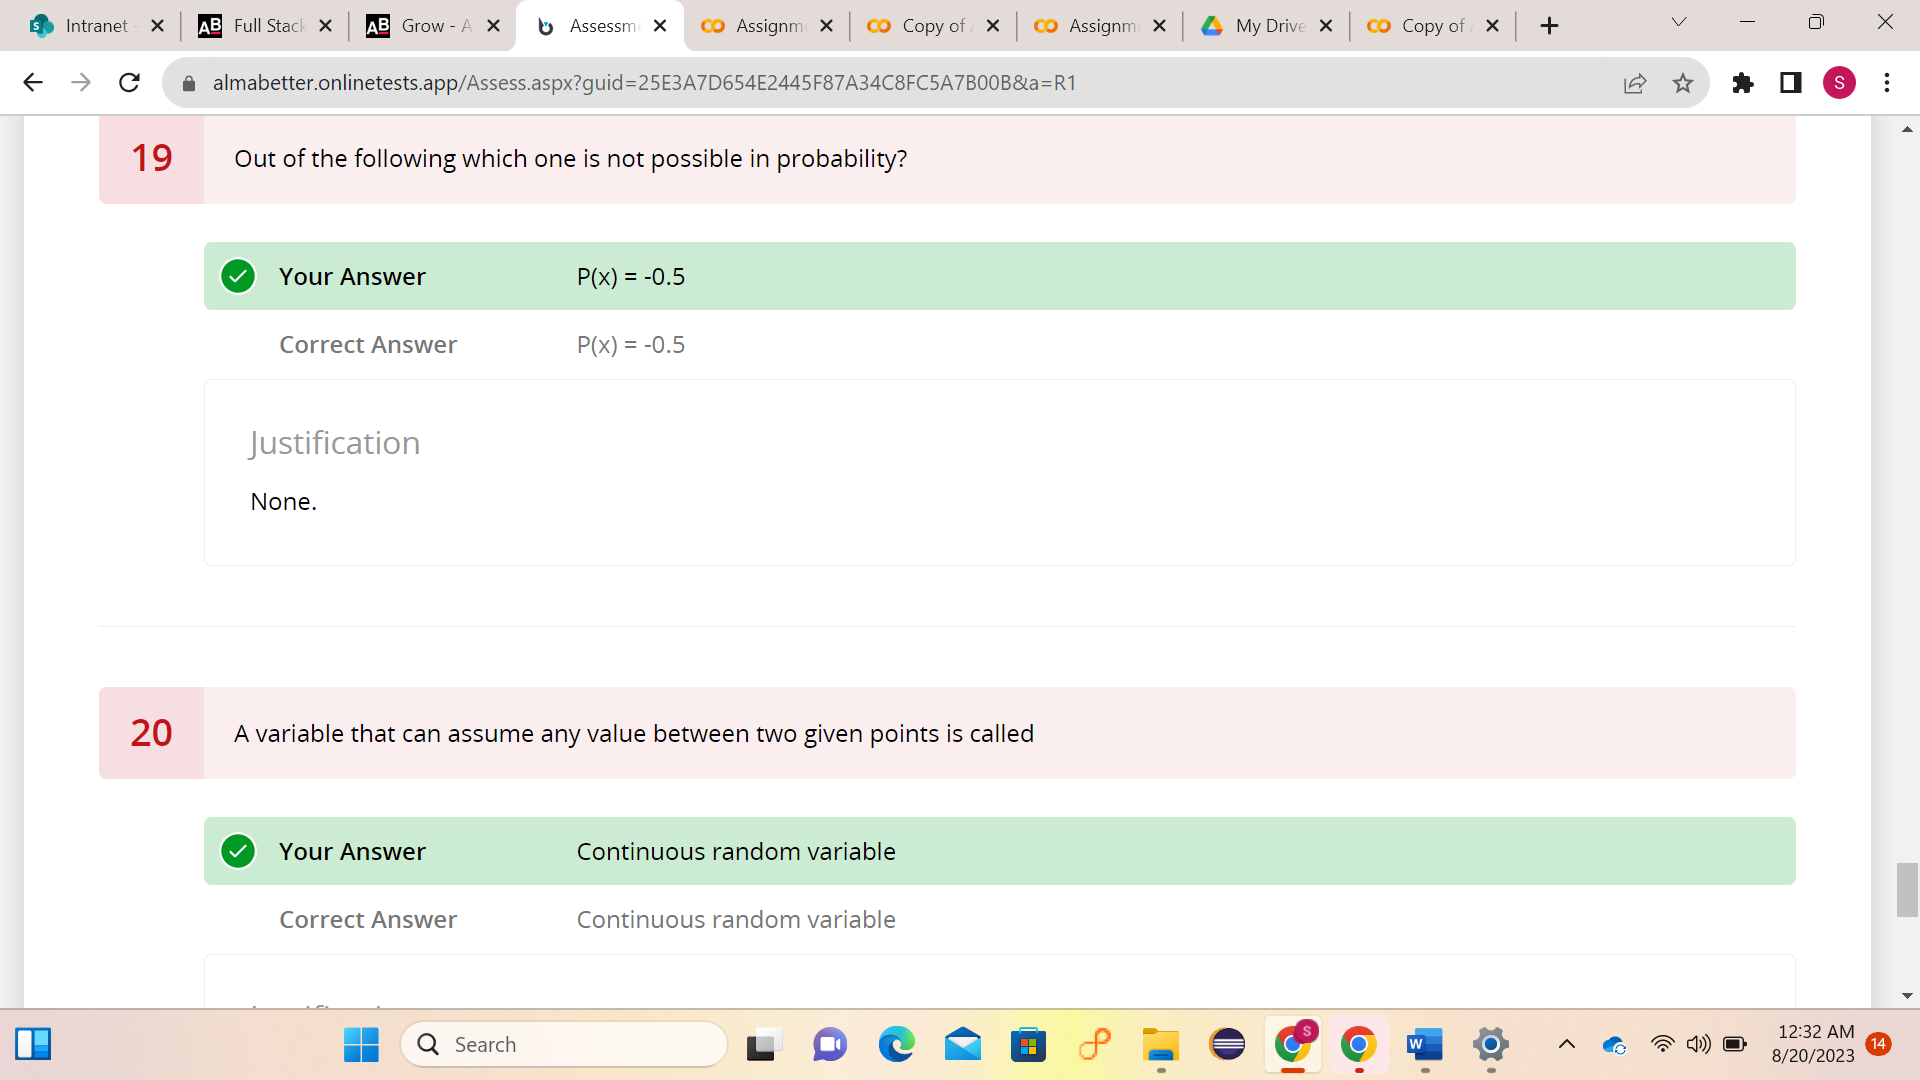 Intranet
Full Stack
Grow - A
Assessm
Assignm
Copy of
Assignm
My Drive
Copy of
almabetter.onlinetests.app/Assess.aspx?guid=25E3A7D654E2445F87A34C8FC5A7B00B&a=R1
S
19
Out of the following which one is not possible in probability?
Your Answer P(x) = -0.5
Correct Answer P(x) = -0.5
Justification
None.
20
A variable that can assume any value between two given points is called
Your Answer Continuous random variable
Correct Answer Continuous random variable
Search
12:32 AM
8/20/2023
14